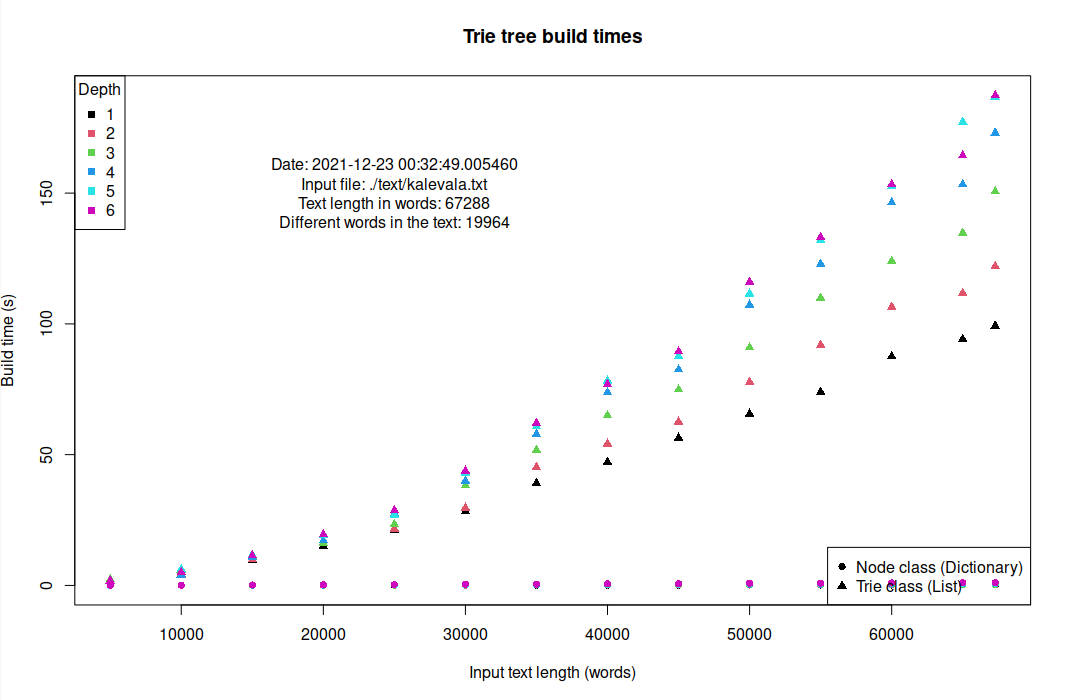 Trie tree build times
Depth
1
2
3
4
5
6
Date: 2021-12-23 00:32:49.005460
Input file: ./text/kalevala.txt
Text length in words: 67288
Different words in the text: 19964
Build time (s)
150
100
50
0
Node class (Dictionary)
Trie class (List)
10000 20000 30000 40000 50000 60000
Input text length (words)